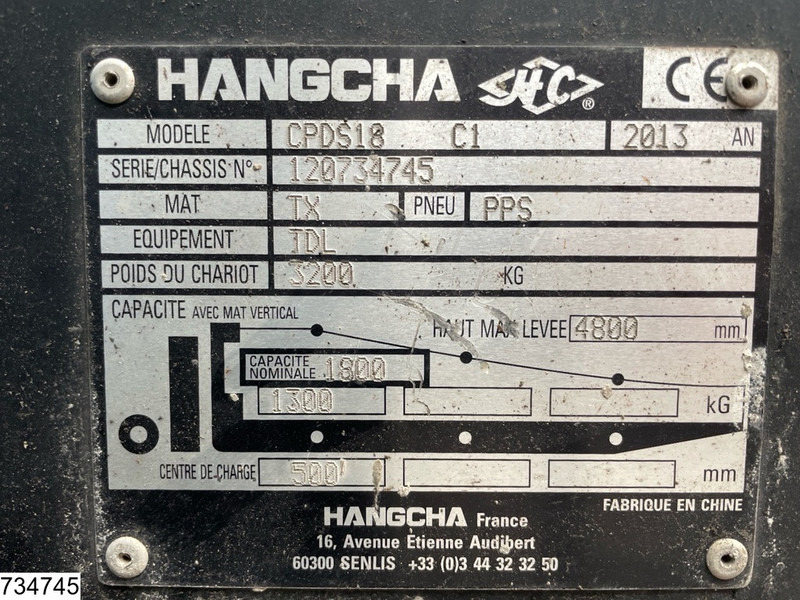 HANGCHA HC ® CE
MODELE CPDS18 C1 2013 AN
SERIE/CHASSIS N° 120734745
MAT TX PNEU PPS
EQUIPEMENT TDL
POIDS DU CHARIOT 3200 KG
CAPACITE AVEC MAT VERTICAL
HAUT MAX LEVEE 4800 mm
CAPACITE
NOMINALE 1800
1300 kG
CENTRE DE CHARGE 500 mm
FABRIQUE EN CHINE
HANGCHA France
16, Avenue Etienne Audibert
60300 SENLIS +33 (0)3 44 32 32 50
734745